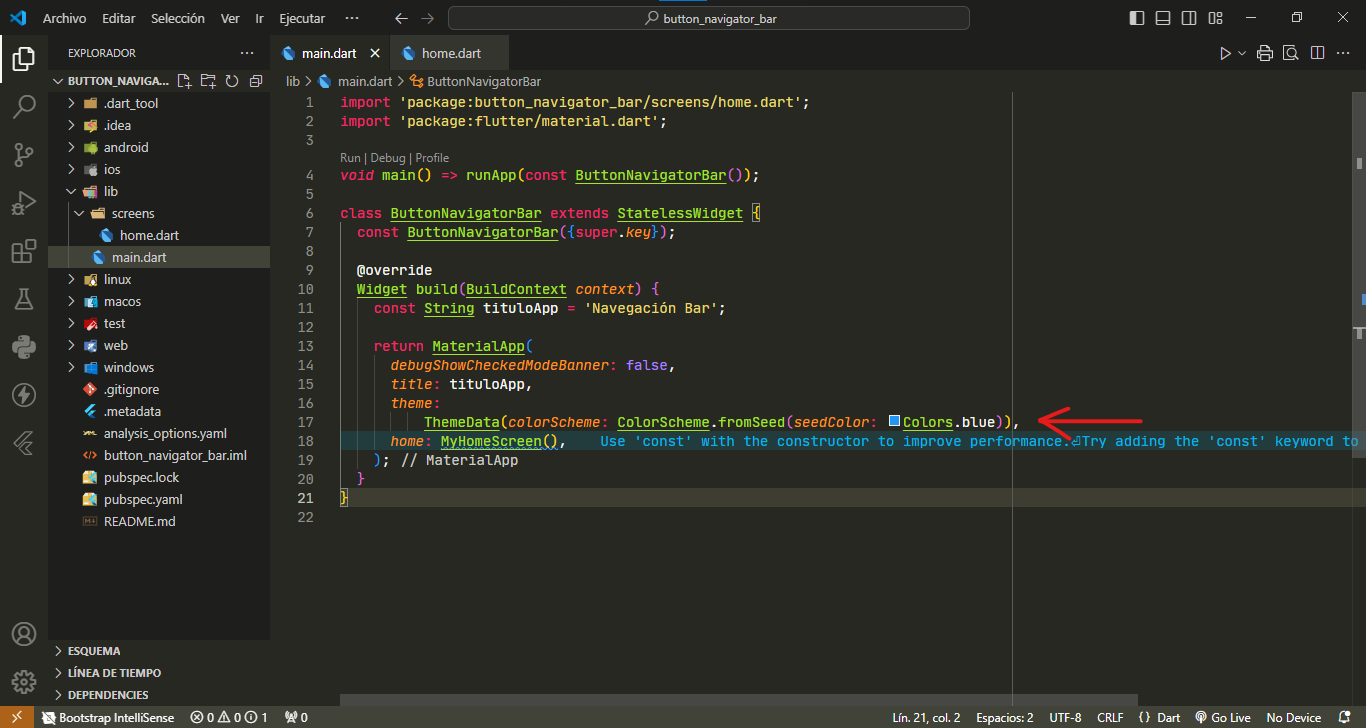 Archivo Editar Selección Ver Ir Ejecutar ··· button_navigator_bar
EXPLORADOR ···
main.dart home.dart
BUTTON_NAVIGA...
lib > main.dart > ButtonNavigatorBar
.dart_tool
.idea
android
ios
lib
screens
home.dart
main.dart
linux
macos
test
web
windows
.gitignore
.metadata
analysis_options.yaml
button_navigator_bar.iml
pubspec.lock
pubspec.yaml
README.md
ESQUEMA
LÍNEA DE TIEMPO
DEPENDENCIES
1 import 'package:button_navigator_bar/screens/home.dart';
2 import 'package:flutter/material.dart';
3
Run | Debug | Profile
4 void main() => runApp(const ButtonNavigatorBar());
5
6 class ButtonNavigatorBar extends StatelessWidget {
7 const ButtonNavigatorBar({super.key});
8
9 @override
10 Widget build(BuildContext context) {
11 const String tituloApp = 'Navegación Bar';
12
13 return MaterialApp(
14 debugShowCheckedModeBanner: false,
15 title: tituloApp,
16 theme:
17 ThemeData(colorScheme: ColorScheme.fromSeed(seedColor: Colors.blue)),
18 home: MyHomeScreen(), Use 'const' with the constructor to improve performance.⏎Try adding the 'const' keyword to
19 ); // MaterialApp
20 }
21 }
22
Bootstrap IntelliSense 0 0 1 0 Lín. 21, col. 2 Espacios: 2 UTF-8 CRLF {} Dart Go Live No Device